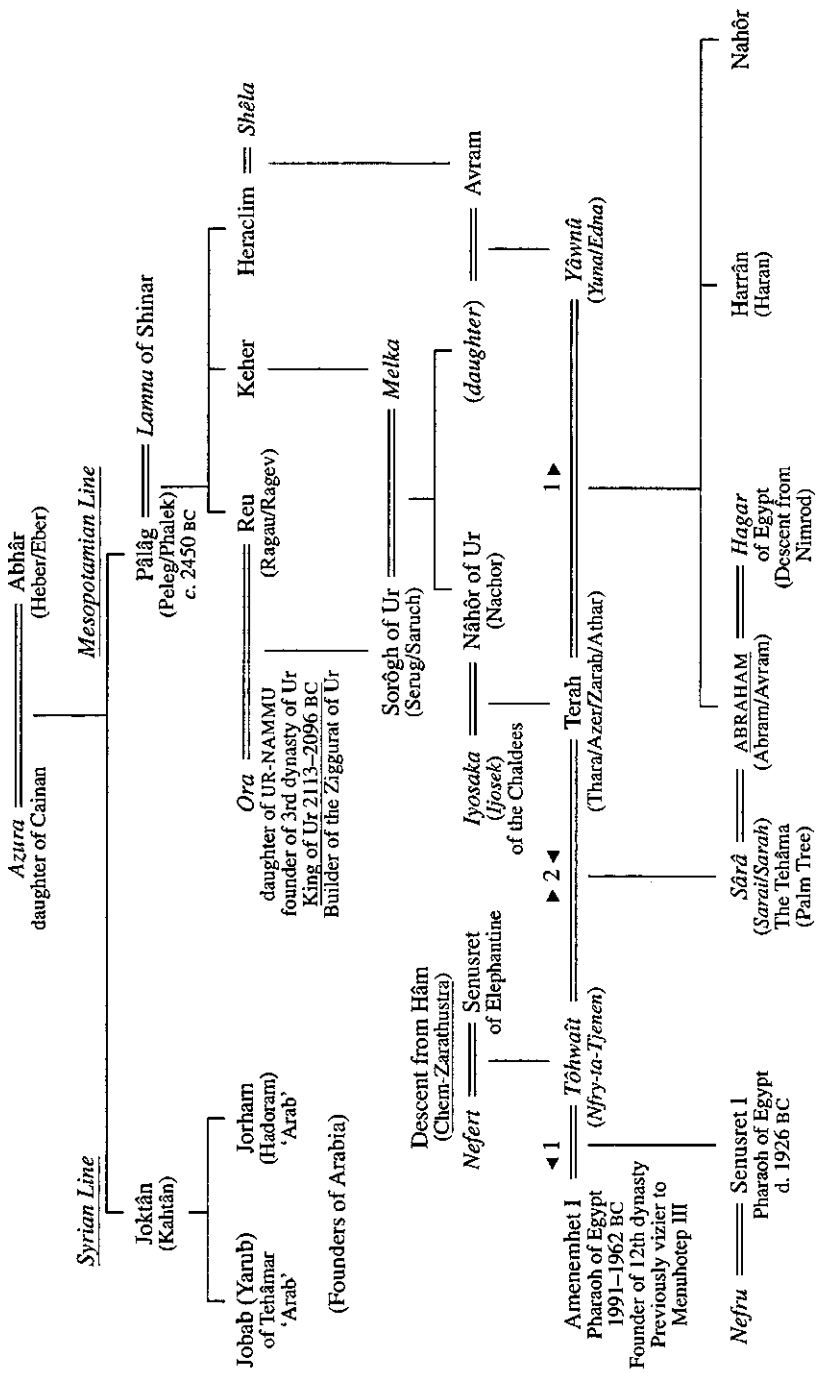 Azura
daughter of Cainan
Abhâr
(Heber/Eber)
Syrian Line
Mesopotamian Line
Joktân
(Kahtân)
Pâlâg
(Peleg/Phalek)
c. 2450 BC
Lamna of Shinar
Jobab (Yarub)
of Tehâmar
'Arab'
Jorham
(Hadoram)
'Arab'
(Founders of Arabia)
Ora
daughter of UR-NAMMU
founder of 3rd dynasty of Ur
King of Ur 2113–2096 BC
Builder of the Ziggurat of Ur
Reu
(Ragau/Ragev)
Keher
Heraclim
Shêla
Sorôgh of Ur
(Serug/Saruch)
Melka
Descent from Hâm
(Chem-Zarathustra)
Nefert
Senusret
of Elephantine
Iyosaka
(Ijosek)
of the Chaldees
Nâhôr of Ur
(Nachor)
(daughter)
Avram
Amenemhet I
Pharaoh of Egypt
1991–1962 BC
Founder of 12th dynasty
Previously vizier to
Menuhotep III
◄ 1
Tôhwait
(Nfry-ta-Tjenen)
► 2 ◄
Terah
(Thara/Azer/Zarah/Athar)
1 ►
Yâwnû
(Yuna/Edna)
Nefru
Senusret I
Pharaoh of Egypt
d. 1926 BC
Sârâ
(Sarai/Sarah)
The Tehâma
(Palm Tree)
ABRAHAM
(Abram/Avram)
Hagar
of Egypt
(Descent from
Nimrod)
Harrân
(Haran)
Nahôr